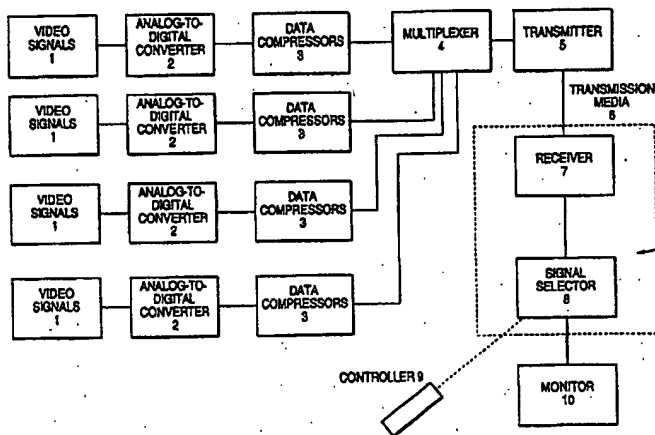 VIDEO
SIGNALS
1
ANALOG-TO-
DIGITAL
CONVERTER
2
DATA
COMPRESSORS
3
MULTIPLEXER
4
TRANSMITTER
5
TRANSMISSION
MEDIA
6
VIDEO
SIGNALS
1
ANALOG-TO-
DIGITAL
CONVERTER
2
DATA
COMPRESSORS
3
RECEIVER
7
VIDEO
SIGNALS
1
ANALOG-TO-
DIGITAL
CONVERTER
2
DATA
COMPRESSORS
3
VIDEO
SIGNALS
1
ANALOG-TO-
DIGITAL
CONVERTER
2
DATA
COMPRESSORS
3
SIGNAL
SELECTOR
8
CONTROLLER 9
MONITOR
10